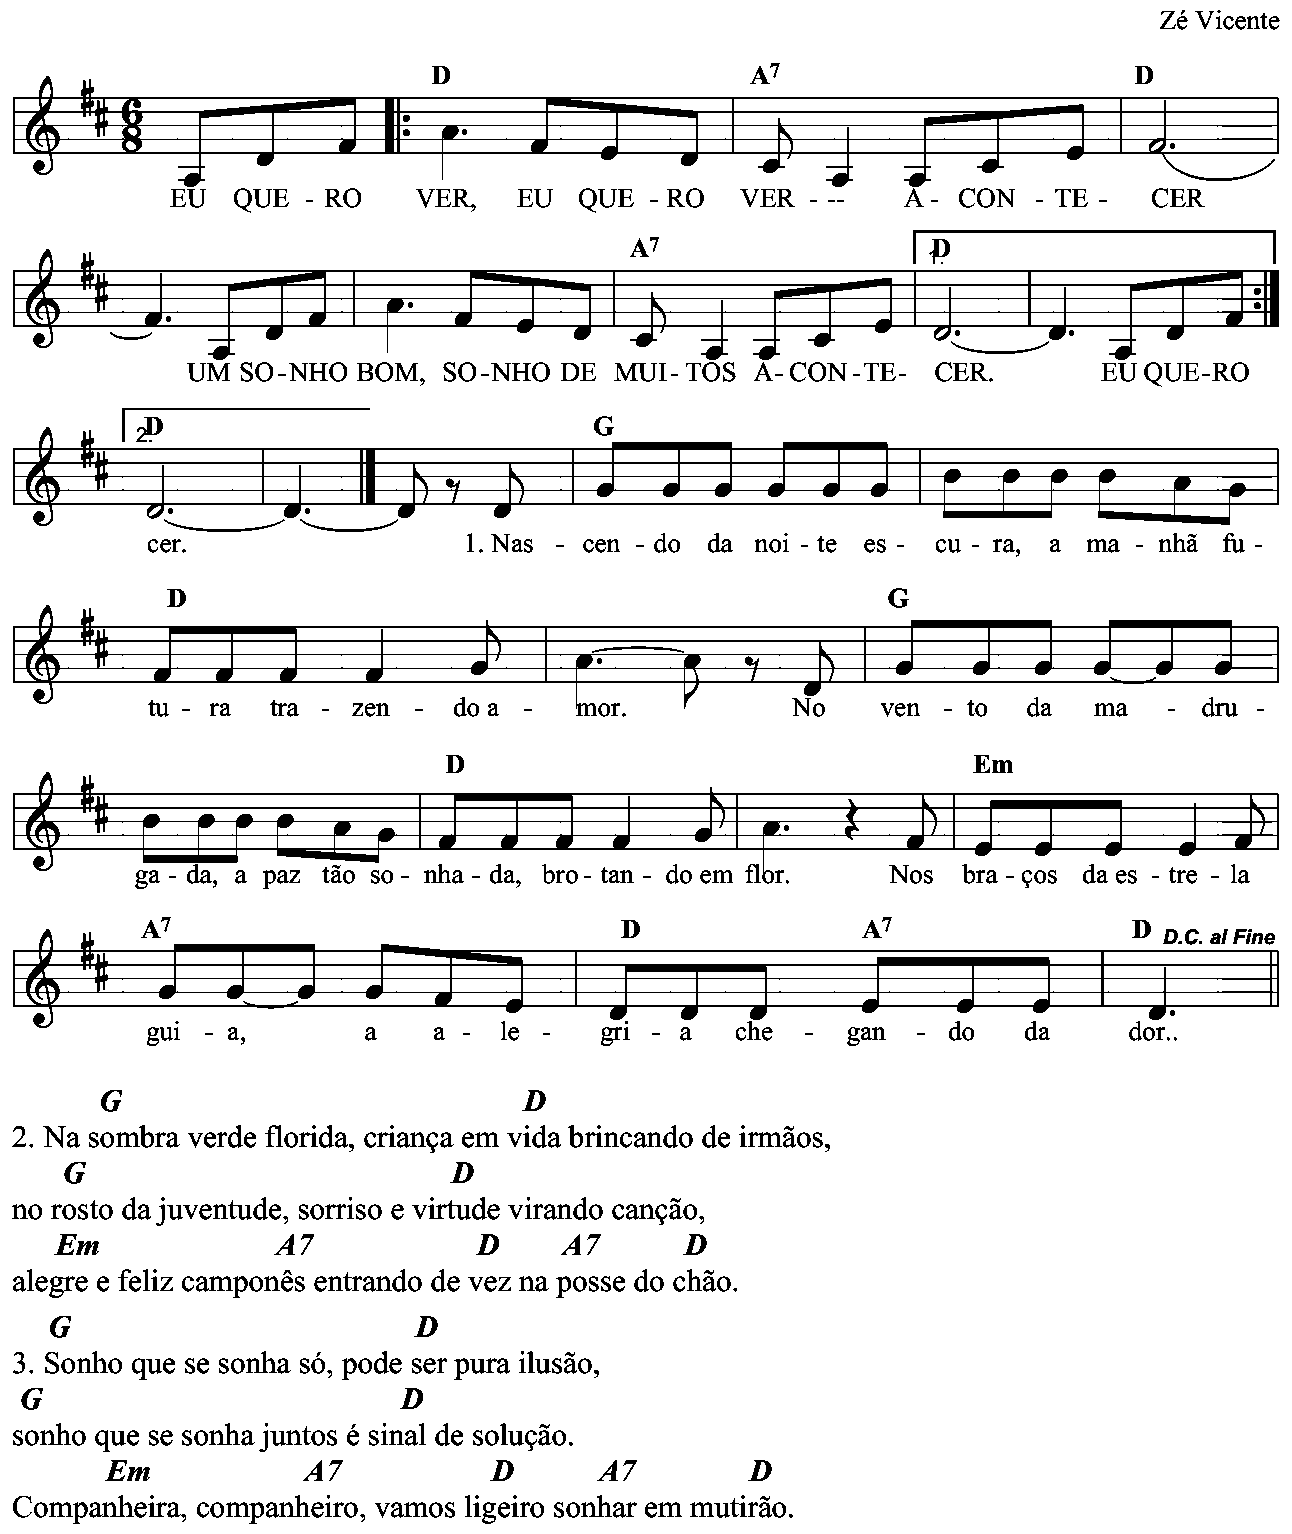 Zé Vicente
D A7 D
6
8
EU QUE - RO VER, EU QUE - RO VER - -- A - CON - TE - CER
A7 D
1.
UM SO - NHO BOM, SO - NHO DE MUI - TOS A - CON - TE - CER. EU QUE - RO
D G
2.
cer. 1. Nas - cen - do da noi - te es - cu - ra, a ma - nhã fu -
D G
tu - ra tra - zen - do a - mor. No ven - to da ma - dru -
D Em
ga - da, a paz tão so - nha - da, bro - tan - do em flor. Nos bra - ços da es - tre - la
A7 D A7 D D.C. al Fine
gui - a, a a - le - gri - a che - gan - do da dor..
G D
2. Na sombra verde florida, criança em vida brincando de irmãos,
G D
no rosto da juventude, sorriso e virtude virando canção,
Em A7 D A7 D
alegre e feliz camponês entrando de vez na posse do chão.
G D
3. Sonho que se sonha só, pode ser pura ilusão,
G D
sonho que se sonha juntos é sinal de solução.
Em A7 D A7 D
Companheira, companheiro, vamos ligeiro sonhar em mutirão.